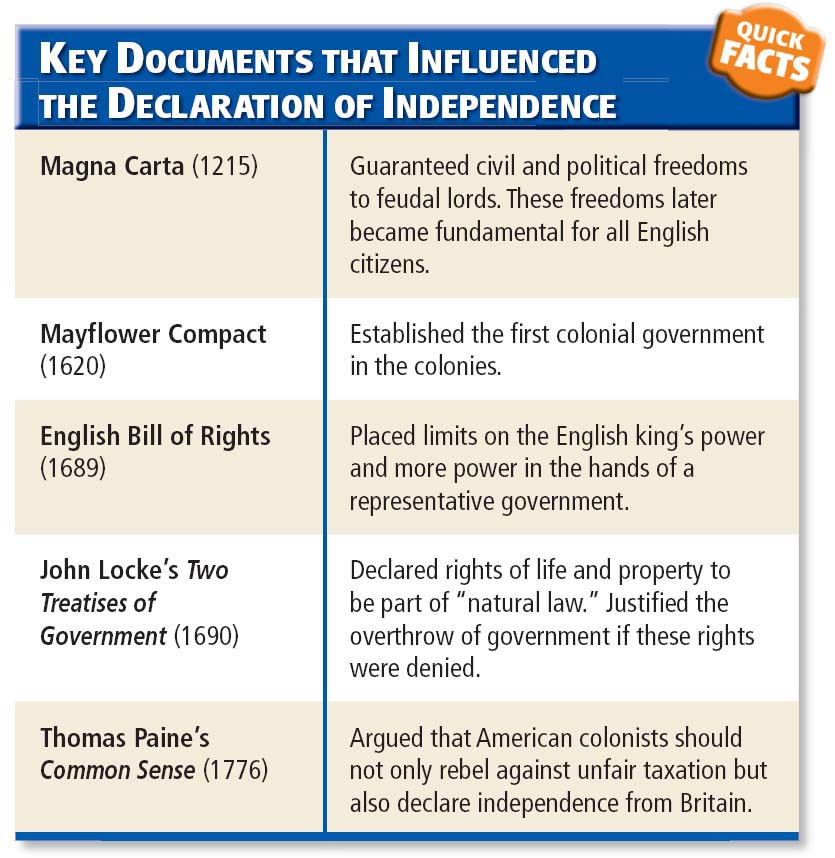 QUICK
FACTS
KEY DOCUMENTS THAT INFLUENCED
THE DECLARATION OF INDEPENDENCE
Magna Carta (1215)
Guaranteed civil and political freedoms
to feudal lords. These freedoms later
became fundamental for all English
citizens.
Mayflower Compact
(1620)
Established the first colonial government
in the colonies.
English Bill of Rights
(1689)
Placed limits on the English king’s power
and more power in the hands of a
representative government.
John Locke’s Two
Treatises of
Government (1690)
Declared rights of life and property to
be part of “natural law.” Justified the
overthrow of government if these rights
were denied.
Thomas Paine’s
Common Sense (1776)
Argued that American colonists should
not only rebel against unfair taxation but
also declare independence from Britain.